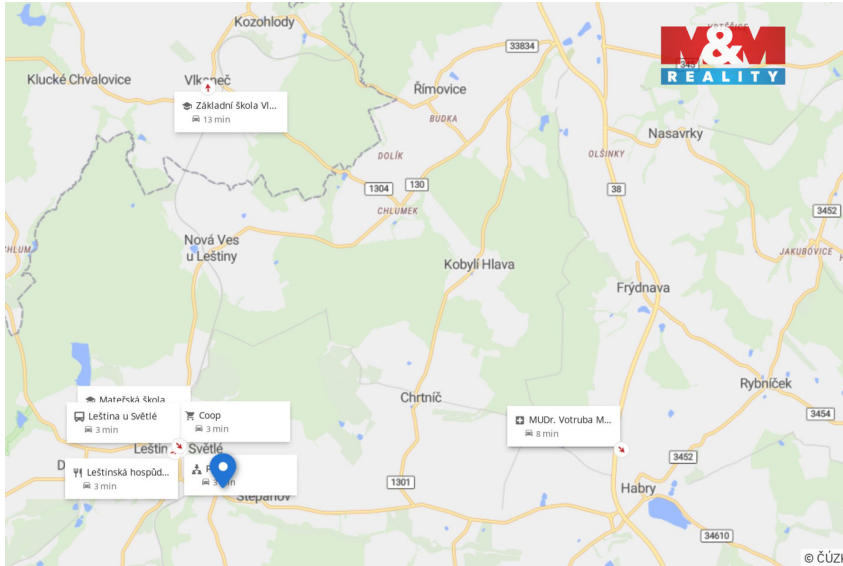 Kozohlody
33834
M&M
REALITY
345
Klucké Chvalovice
Vlkaneč
Římovice
Základní škola Vl...
13 min
BUDKA
Nasavrky
DOLÍK
OLŠINKY
1304
130
38
CHLUMEK
3452
Nová Ves
u Leštiny
JAKUBOVICE
Kobylí Hlava
Frýdnava
Rybníček
Mateřská škola
Chrtníč
Leština u Světlé
3 min
Coop
3 min
MUDr. Votruba M...
8 min
3454
Světlé
3452
Leštinská hospůd...
3 min
1301
Habry
Štěpánov
34610
© ČÚZK